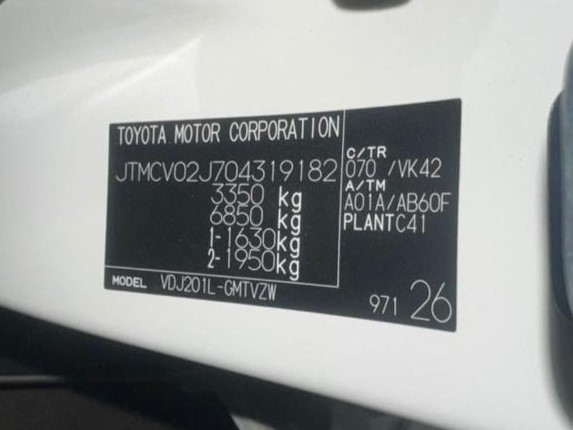 TOYOTA MOTOR CORPORATION
JTMCV02J704319182
3350 kg
6850 kg
1-1630kg
2-1950kg
C/TR
070 /VK42
A/TM
A01A/AB60F
PLANTC41
MODEL VDJ201L-GMTVZW
971 26